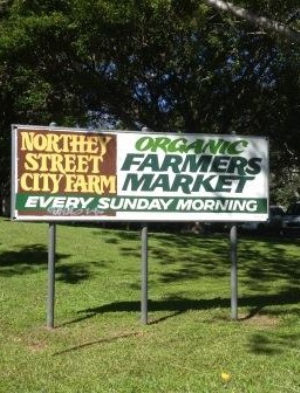 NORTHEY
STREET
CITY FARM
ORGANIC
FARMERS
MARKET
EVERY SUNDAY MORNING